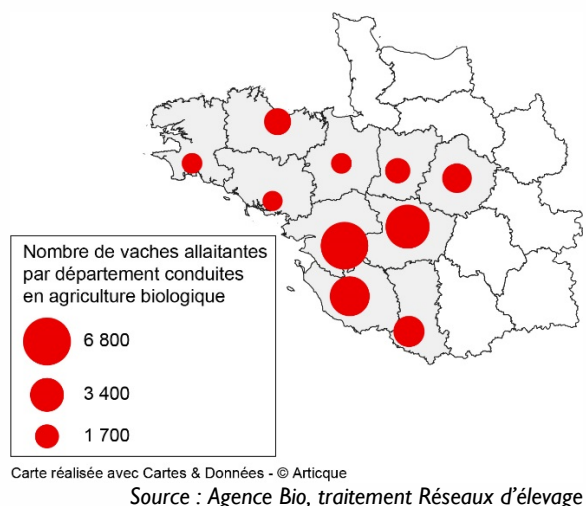 Nombre de vaches allaitantes
par département conduites
en agriculture biologique
6 800
3 400
1 700
Carte réalisée avec Cartes & Données - © Articque
Source : Agence Bio, traitement Réseaux d'élevage